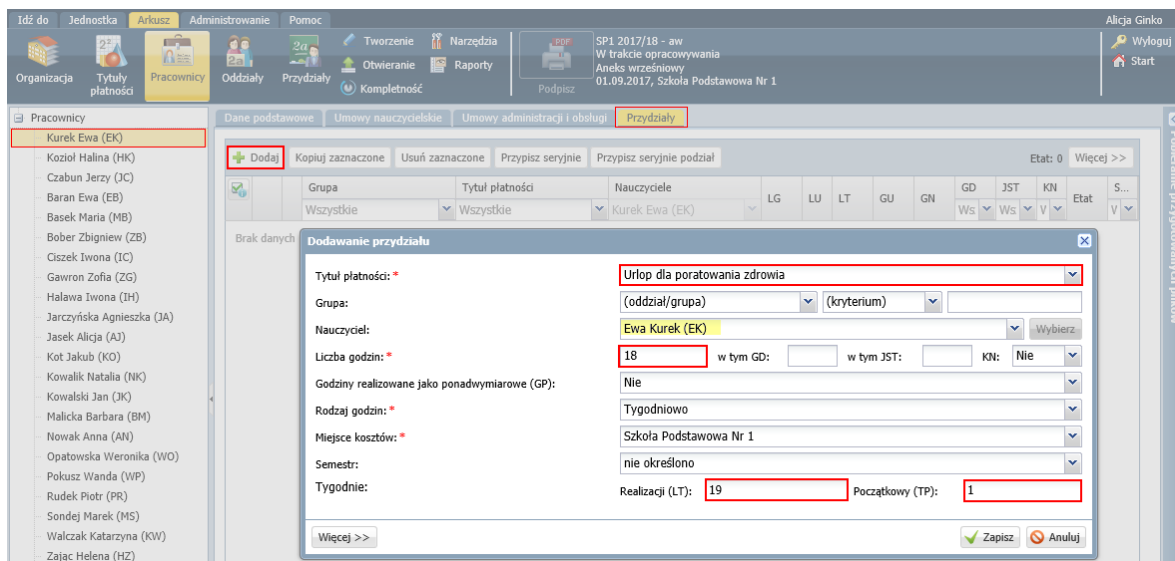 Idź do Jednostka Arkusz Administrowanie Pomoc Alicja Ginko
Organizacja
Tytuły
płatności
Pracownicy
Oddziały
Przydziały
Tworzenie Narzędzia
Otwieranie Raporty
Kompletność
PDF
Podpisz
SP1 2017/18 - aw
W trakcie opracowywania
Aneks wrześniowy
01.09.2017, Szkoła Podstawowa Nr 1
Wyloguj
Start
Pracownicy
Kurek Ewa (EK)
Kozioł Halina (HK)
Czabun Jerzy (JC)
Baran Ewa (EB)
Basek Maria (MB)
Bober Zbigniew (ZB)
Ciszek Iwona (IC)
Gawron Zofia (ZG)
Halawa Iwona (IH)
Jarczyńska Agnieszka (JA)
Jasek Alicja (AJ)
Kot Jakub (KO)
Kowalik Natalia (NK)
Kowalski Jan (JK)
Malicka Barbara (BM)
Nowak Anna (AN)
Opatowska Weronika (WO)
Pokusz Wanda (WP)
Rudek Piotr (PR)
Sondej Marek (MS)
Walczak Katarzyna (KW)
Zając Helena (HZ)
Dane podstawowe Umowy nauczycielskie Umowy administracji i obsługi Przydziały
Dodaj Kopiuj zaznaczone Usuń zaznaczone Przypisz seryjnie Przypisz seryjnie podział Etat: 0 Więcej >>
Grupa Tytuł płatności Nauczyciele LG LU LT GU GN GD JST KN Etat S...
Wszystkie Wszystkie Kurek Ewa (EK) Ws Ws V V
Brak danych
Dodawanie przydziału
Tytuł płatności: * Urlop dla poratowania zdrowia
Grupa: (oddział/grupa) (kryterium)
Nauczyciel: Ewa Kurek (EK) Wybierz
Liczba godzin: * 18 w tym GD: w tym JST: KN: Nie
Godziny realizowane jako ponadwymiarowe (GP): Nie
Rodzaj godzin: * Tygodniowo
Miejsce kosztów: * Szkoła Podstawowa Nr 1
Semestr: nie określono
Tygodnie: Realizacji (LT): 19 Początkowy (TP): 1
Więcej >> Zapisz Anuluj